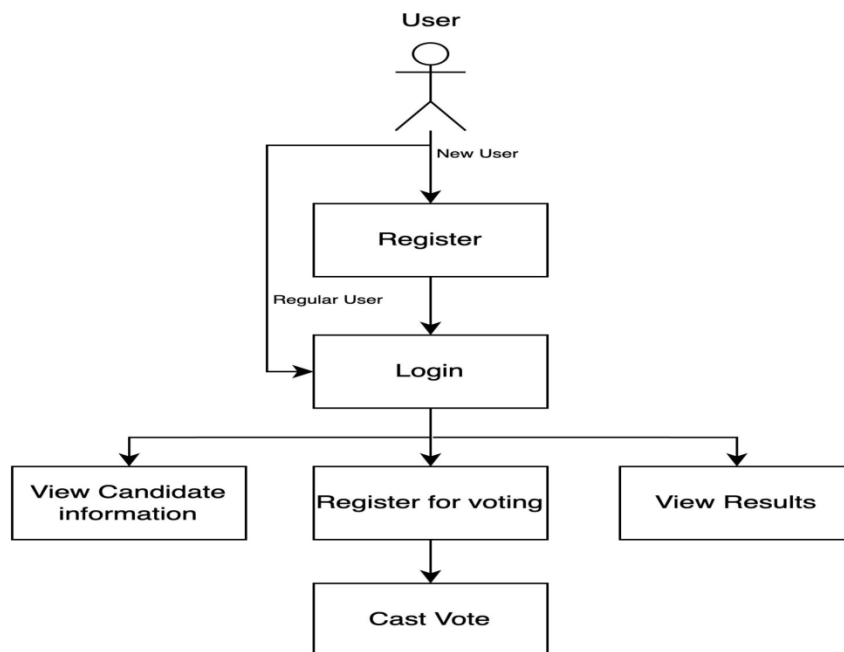 User
New User
Register
Regular User
Login
View Candidate
information
Register for voting
View Results
Cast Vote